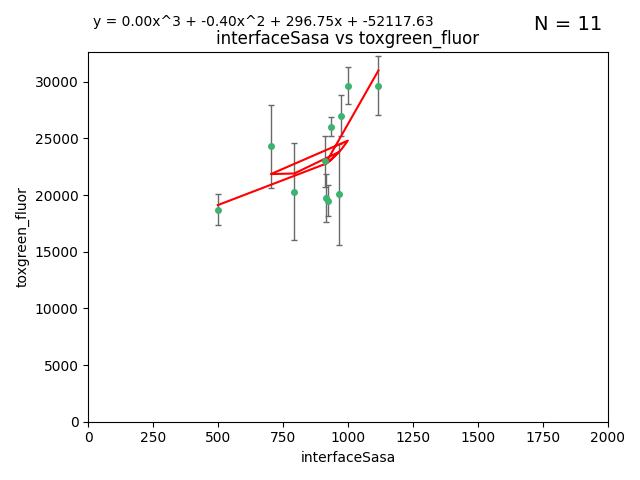 y = 0.00x^3 + -0.40x^2 + 296.75x + -52117.63
N = 11
interfaceSasa vs toxgreen_fluor
30000
25000
20000
15000
10000
5000
0
toxgreen_fluor
0 250 500 750 1000 1250 1500 1750 2000
interfaceSasa